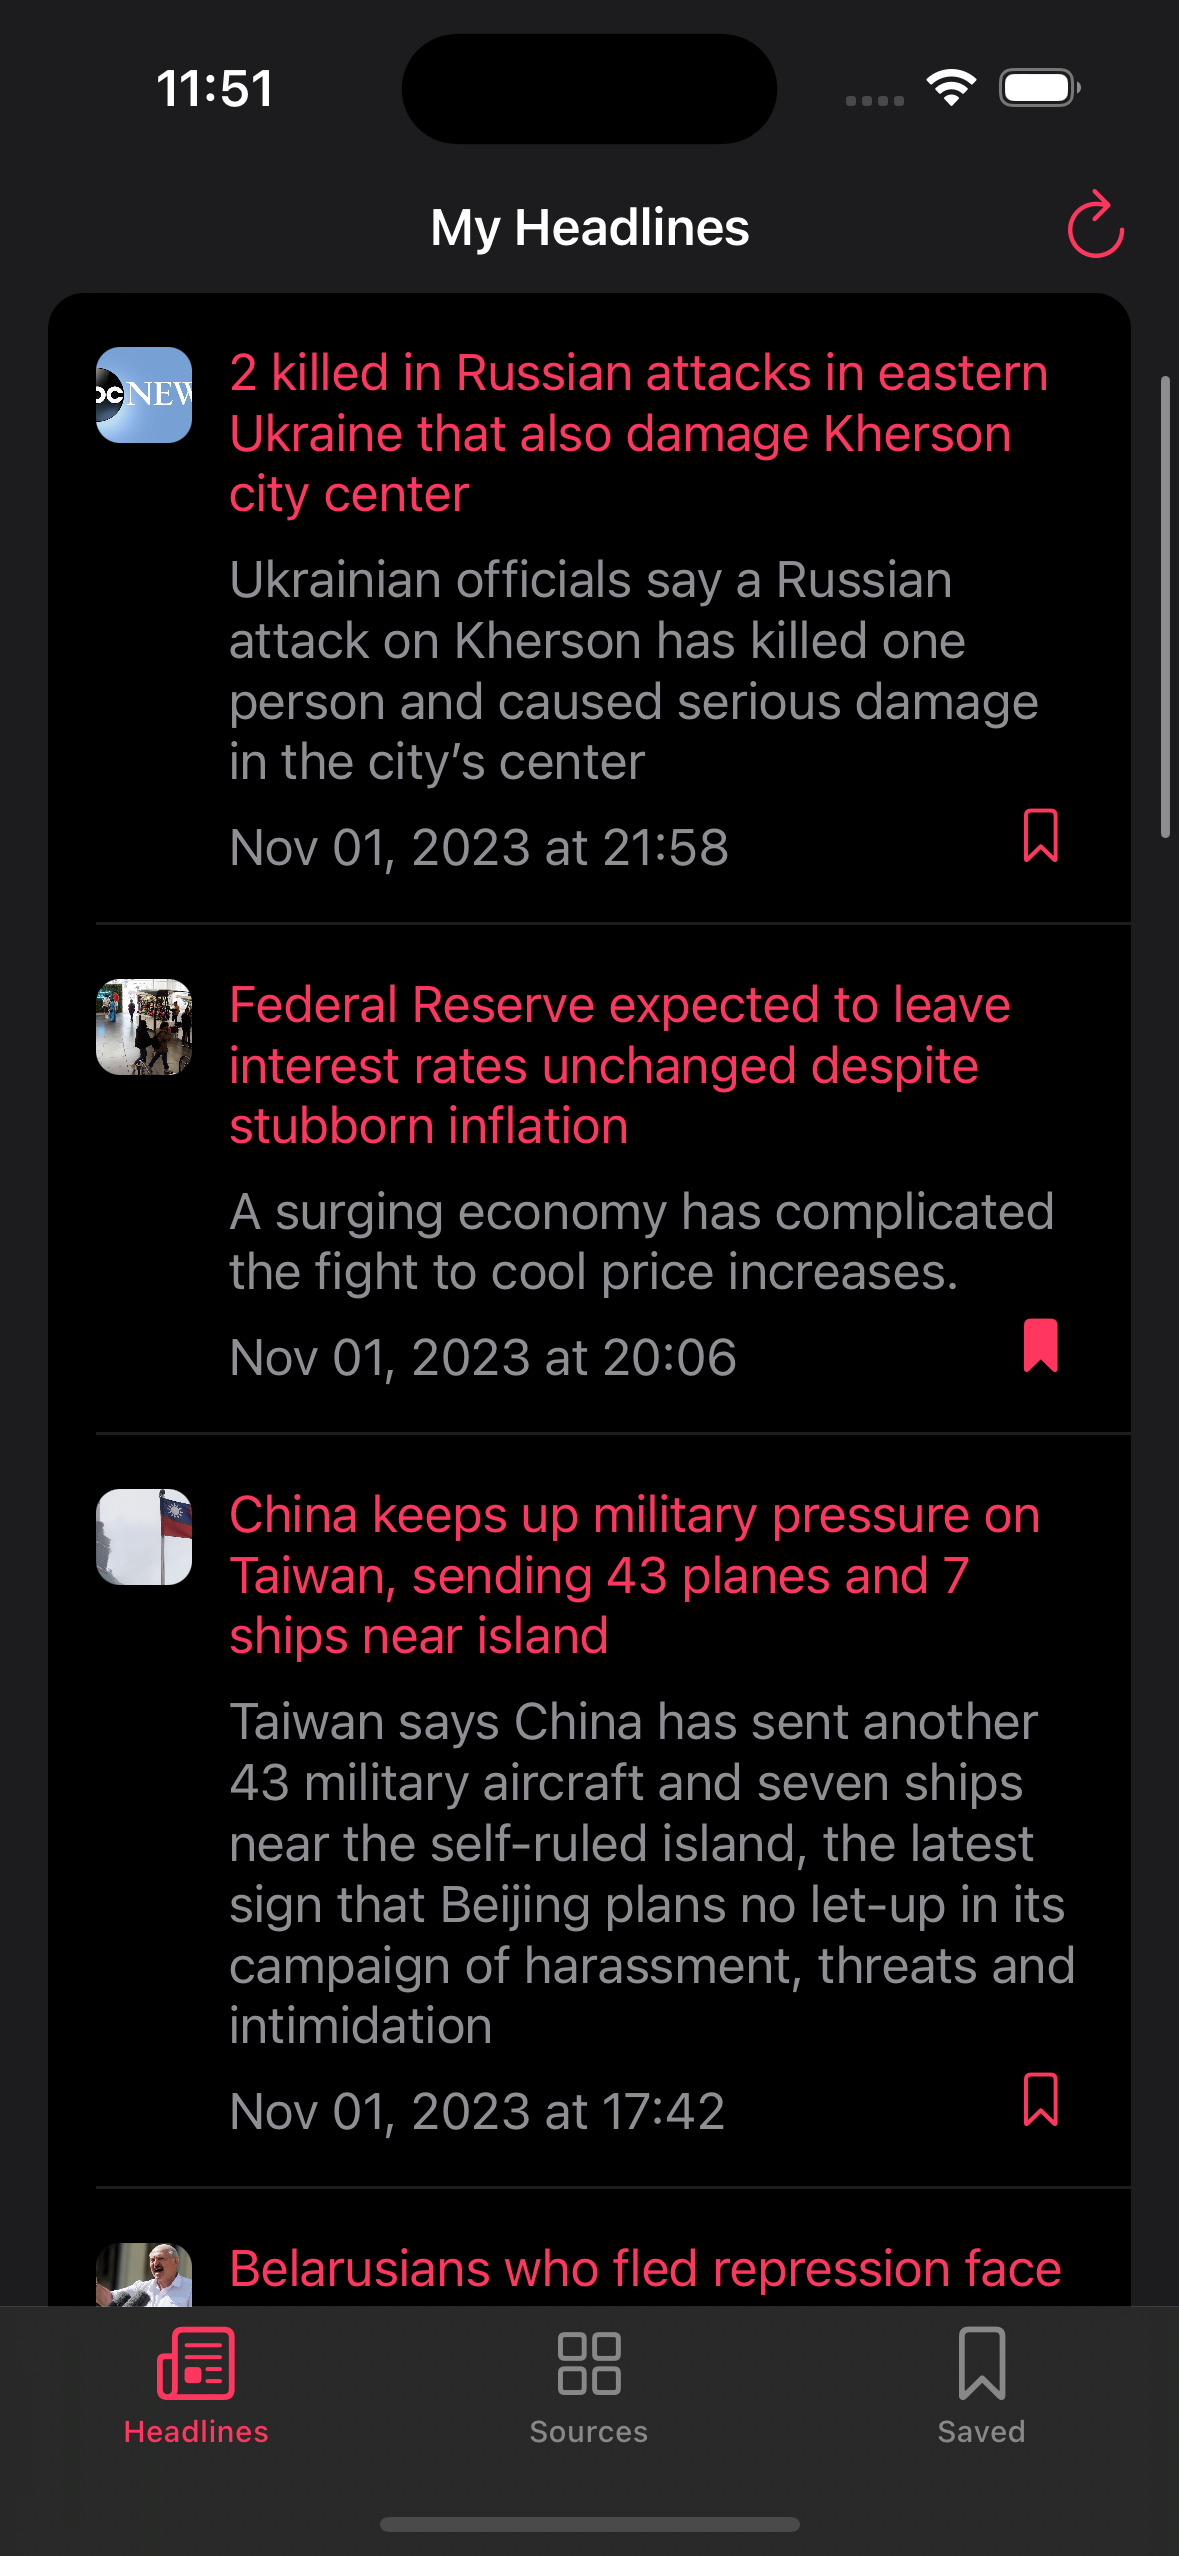 11:51
My Headlines
NEW
2 killed in Russian attacks in eastern
Ukraine that also damage Kherson
city center
Ukrainian officials say a Russian
attack on Kherson has killed one
person and caused serious damage
in the city’s center
Nov 01, 2023 at 21:58
Federal Reserve expected to leave
interest rates unchanged despite
stubborn inflation
A surging economy has complicated
the fight to cool price increases.
Nov 01, 2023 at 20:06
China keeps up military pressure on
Taiwan, sending 43 planes and 7
ships near island
Taiwan says China has sent another
43 military aircraft and seven ships
near the self-ruled island, the latest
sign that Beijing plans no let-up in its
campaign of harassment, threats and
intimidation
Nov 01, 2023 at 17:42
Belarusians who fled repression face
Headlines
Sources
Saved